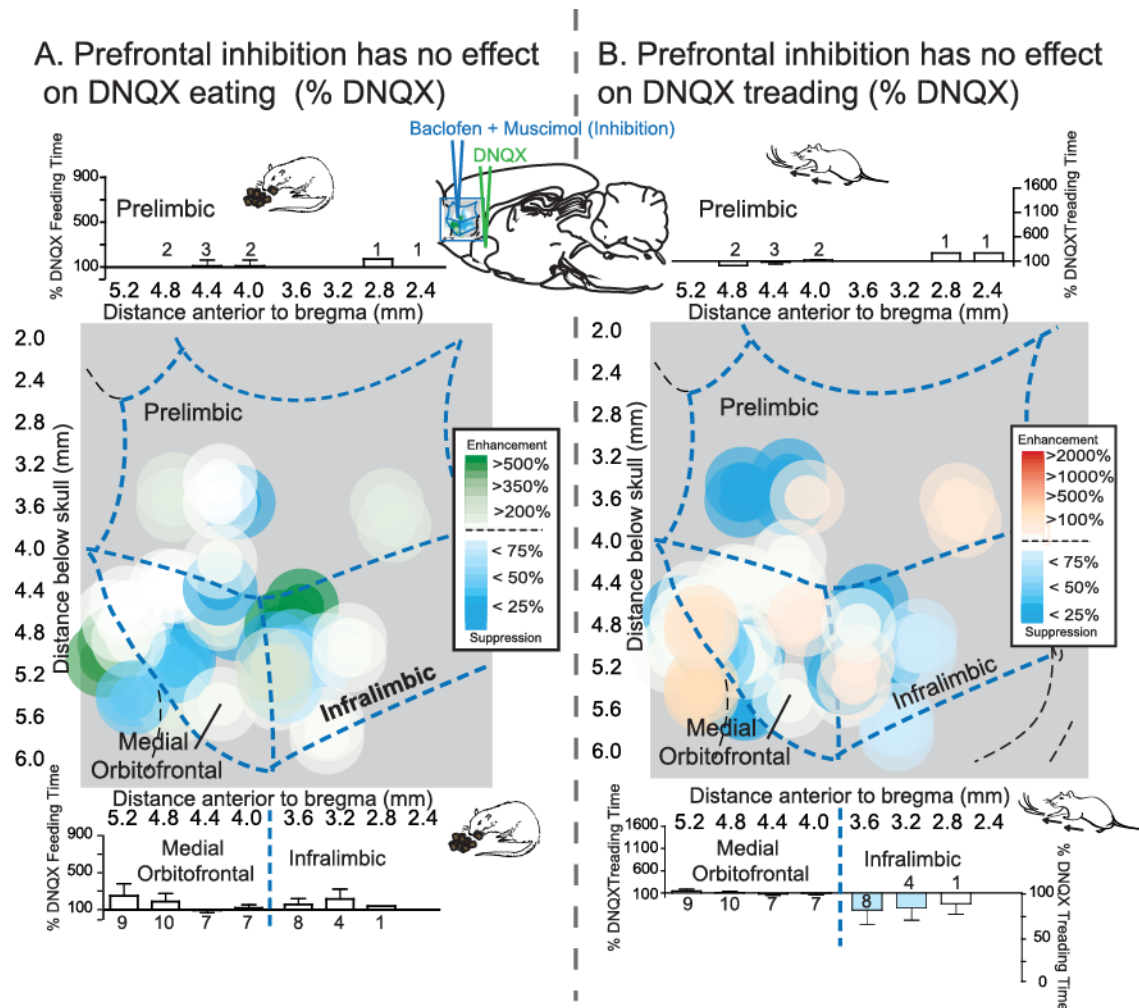 A. Prefrontal inhibition has no effect
on DNQX eating (% DNQX)
B. Prefrontal inhibition has no effect
on DNQX treading (% DNQX)
Baclofen + Muscimol (Inhibition)
DNQX
% DNQX Feeding Time
900
500
100
Prelimbic
2 3 2 1 1
5.2 4.8 4.4 4.0 3.6 3.2 2.8 2.4
Distance anterior to bregma (mm)
Prelimbic
2 3 2 1 1
1600
1100
600
100
% DNQXTreading Time
5.2 4.8 4.4 4.0 3.6 3.2 2.8 2.4
Distance anterior to bregma (mm)
Distance below skull (mm)
2.0
2.4
2.8
3.2
3.6
4.0
4.4
4.8
5.2
5.6
6.0
Prelimbic
Infralimbic
Medial
Orbitofrontal
Enhancement
>500%
>350%
>200%
< 75%
< 50%
< 25%
Suppression
Distance below skull (mm)
2.0
2.4
2.8
3.2
3.6
4.0
4.4
4.8
5.2
5.6
6.0
Prelimbic
Infralimbic
Medial
Orbitofrontal
Enhancement
>2000%
>1000%
>500%
>100%
< 75%
< 50%
< 25%
Suppression
Distance anterior to bregma (mm)
5.2 4.8 4.4 4.0 3.6 3.2 2.8 2.4
% DNQX Feeding Time
900
500
100
Medial
Orbitofrontal
Infralimbic
9 10 7 7 8 4 1
Distance anterior to bregma (mm)
5.2 4.8 4.4 4.0 3.6 3.2 2.8 2.4
% DNQXTreading Time
1600
1100
600
100
Medial
Orbitofrontal
Infralimbic
9 10 7 7 8 4 1
100
50
0
% DNQX Treading Time